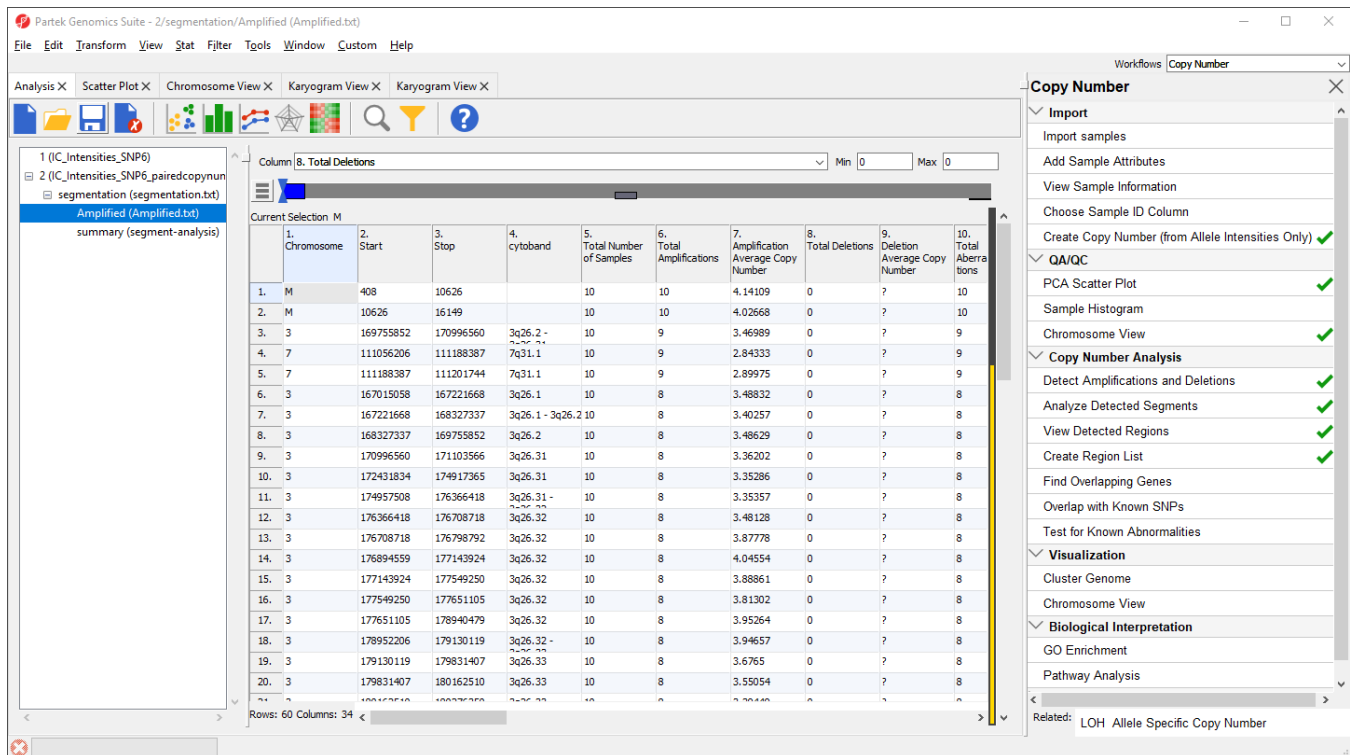 Partek Genomics Suite - 2/segmentation/Amplified (Amplified.txt)
File Edit Transform View Stat Filter Tools Window Custom Help
Workflows Copy Number
Analysis Scatter Plot Chromosome View Karyogram View Karyogram View
1 (IC_Intensities_SNP6)
2 (IC_Intensities_SNP6_pairedcopynun
segmentation (segmentation.txt)
Amplified (Amplified.txt)
summary (segment-analysis)
Column 8. Total Deletions Min 0 Max 0
Current Selection M
1. Chromosome 2. Start 3. Stop 4. cytoband 5. Total Number of Samples 6. Total Amplifications 7. Amplification Average Copy Number 8. Total Deletions 9. Deletion Average Copy Number 10. Total Aberrations
1. M 408 10626 10 10 4.14109 0 ? 10
2. M 10626 16149 10 10 4.02668 0 ? 10
3. 3 169755852 170996560 3q26.2 - 10 9 3.46989 0 ? 9
4. 7 111056206 111188387 7q31.1 10 9 2.84333 0 ? 9
5. 7 111188387 111201744 7q31.1 10 9 2.89975 0 ? 9
6. 3 167015058 167221668 3q26.1 10 8 3.48832 0 ? 8
7. 3 167221668 168327337 3q26.1 - 3q26.2 10 8 3.40257 0 ? 8
8. 3 168327337 169755852 3q26.2 10 8 3.48629 0 ? 8
9. 3 170996560 171103566 3q26.31 10 8 3.36202 0 ? 8
10. 3 172431834 174917365 3q26.31 10 8 3.35286 0 ? 8
11. 3 174957508 176366418 3q26.31 - 10 8 3.35357 0 ? 8
12. 3 176366418 176708718 3q26.32 10 8 3.48128 0 ? 8
13. 3 176708718 176798792 3q26.32 10 8 3.87778 0 ? 8
14. 3 176894559 177143924 3q26.32 10 8 4.04554 0 ? 8
15. 3 177143924 177549250 3q26.32 10 8 3.88861 0 ? 8
16. 3 177549250 177651105 3q26.32 10 8 3.81302 0 ? 8
17. 3 177651105 178940479 3q26.32 10 8 3.95264 0 ? 8
18. 3 178952206 179130119 3q26.32 - 10 8 3.94657 0 ? 8
19. 3 179130119 179831407 3q26.33 10 8 3.6765 0 ? 8
20. 3 179831407 180162510 3q26.33 10 8 3.55054 0 ? 8
Rows: 60 Columns: 34
Copy Number
Import
Import samples
Add Sample Attributes
View Sample Information
Choose Sample ID Column
Create Copy Number (from Allele Intensities Only)
QA/QC
PCA Scatter Plot
Sample Histogram
Chromosome View
Copy Number Analysis
Detect Amplifications and Deletions
Analyze Detected Segments
View Detected Regions
Create Region List
Find Overlapping Genes
Overlap with Known SNPs
Test for Known Abnormalities
Visualization
Cluster Genome
Chromosome View
Biological Interpretation
GO Enrichment
Pathway Analysis
Related: LOH Allele Specific Copy Number